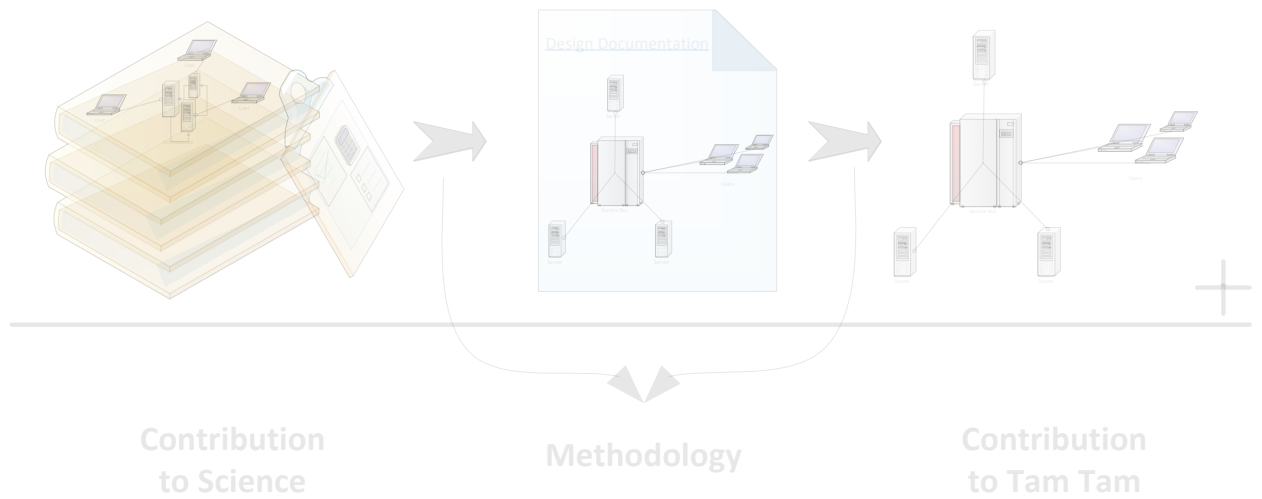 Design Documentation
Contribution
to Science
Methodology
Contribution
to Tam Tam